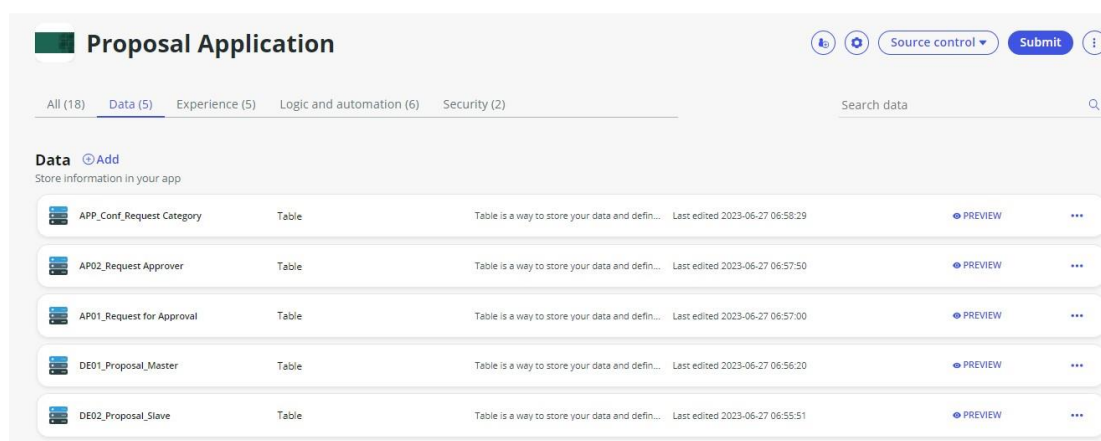 Proposal Application
Source control
Submit
All (18) Data (5) Experience (5) Logic and automation (6) Security (2)
Search data
Data Add
Store information in your app
APP_Conf_Request Category Table Table is a way to store your data and defin... Last edited 2023-06-27 06:58:29 PREVIEW
AP02_Request Approver Table Table is a way to store your data and defin... Last edited 2023-06-27 06:57:50 PREVIEW
AP01_Request for Approval Table Table is a way to store your data and defin... Last edited 2023-06-27 06:57:00 PREVIEW
DE01_Proposal_Master Table Table is a way to store your data and defin... Last edited 2023-06-27 06:56:20 PREVIEW
DE02_Proposal_Slave Table Table is a way to store your data and defin... Last edited 2023-06-27 06:55:51 PREVIEW